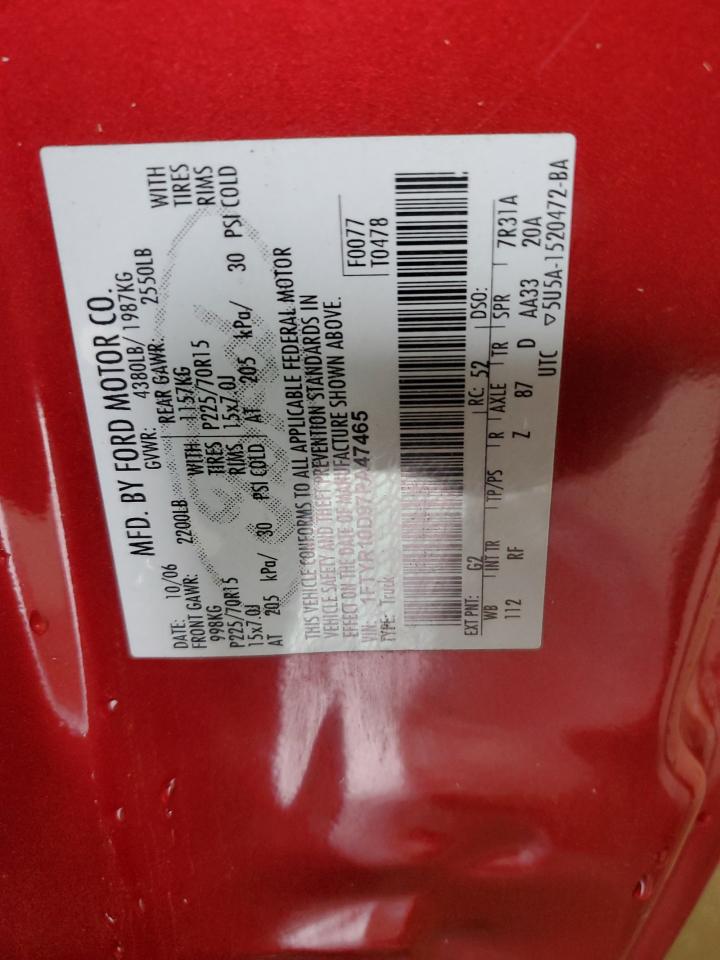 MFD. BY FORD MOTOR CO.
DATE: 10/06 GVWR: 4380LB/ 1987KG
FRONT GAWR: 2200LB REAR GAWR: 2550LB
998KG WITH 1157KG WITH
P225/70R15 TIRES P225/70R15 TIRES
15x7.0J RIMS 15x7.0J RIMS
AT 205 kPa/ 30 PSI COLD AT 205 kPa/ 30 PSI COLD
THIS VEHICLE CONFORMS TO ALL APPLICABLE FEDERAL MOTOR
VEHICLE SAFETY AND THEFT PREVENTION STANDARDS IN
EFFECT ON THE DATE OF MANUFACTURE SHOWN ABOVE.
VIN:
TYPE: Truck
F0077
T0478
EXT PNT: G2 RC: 52 DSO:
WB INT TR TP/PS R AXLE TR SPR 7R31A
112 RF Z 87 D AA33 20A
UTC ▽5U5A-1520472-BA